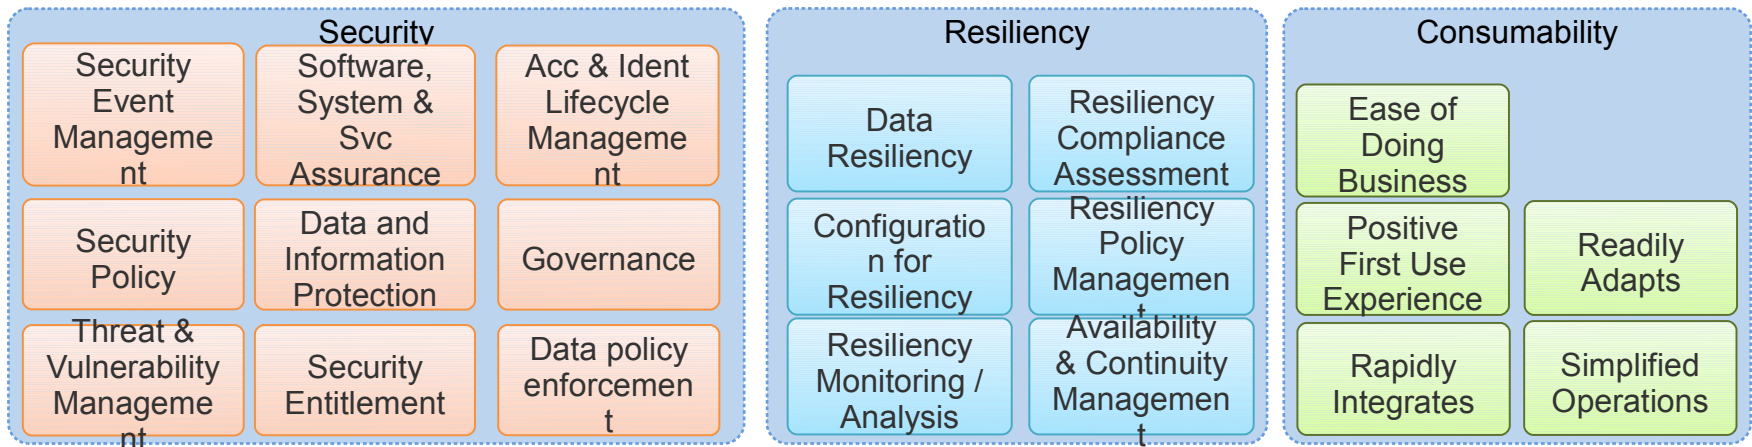 Security
Security
Event
Manageme
nt
Software,
System &
Svc
Assurance
Acc & Ident
Lifecycle
Manageme
nt
Security
Policy
Data and
Information
Protection
Governance
Threat &
Vulnerability
Manageme
nt
Security
Entitlement
Data policy
enforcemen
t
Resiliency
Data
Resiliency
Resiliency
Compliance
Assessment
Configuratio
n for
Resiliency
Resiliency
Policy
Managemen
t
Resiliency
Monitoring /
Analysis
Availability
& Continuity
Managemen
t
Consumability
Ease of
Doing
Business
Positive
First Use
Experience
Readily
Adapts
Rapidly
Integrates
Simplified
Operations